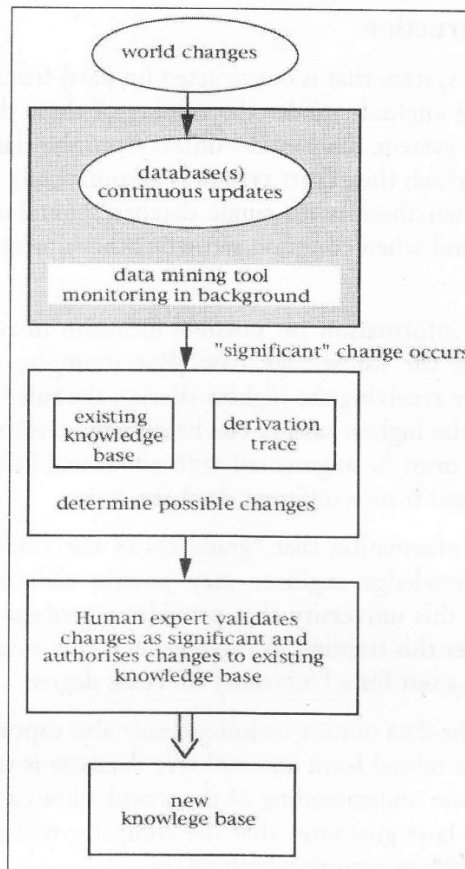 world changes
database(s)
continuous updates
data mining tool
monitoring in background
"significant" change occurs
existing
knowledge
base
derivation
trace
determine possible changes
Human expert validates
changes as significant and
authorises changes to existing
knowledge base
new
knowlege base